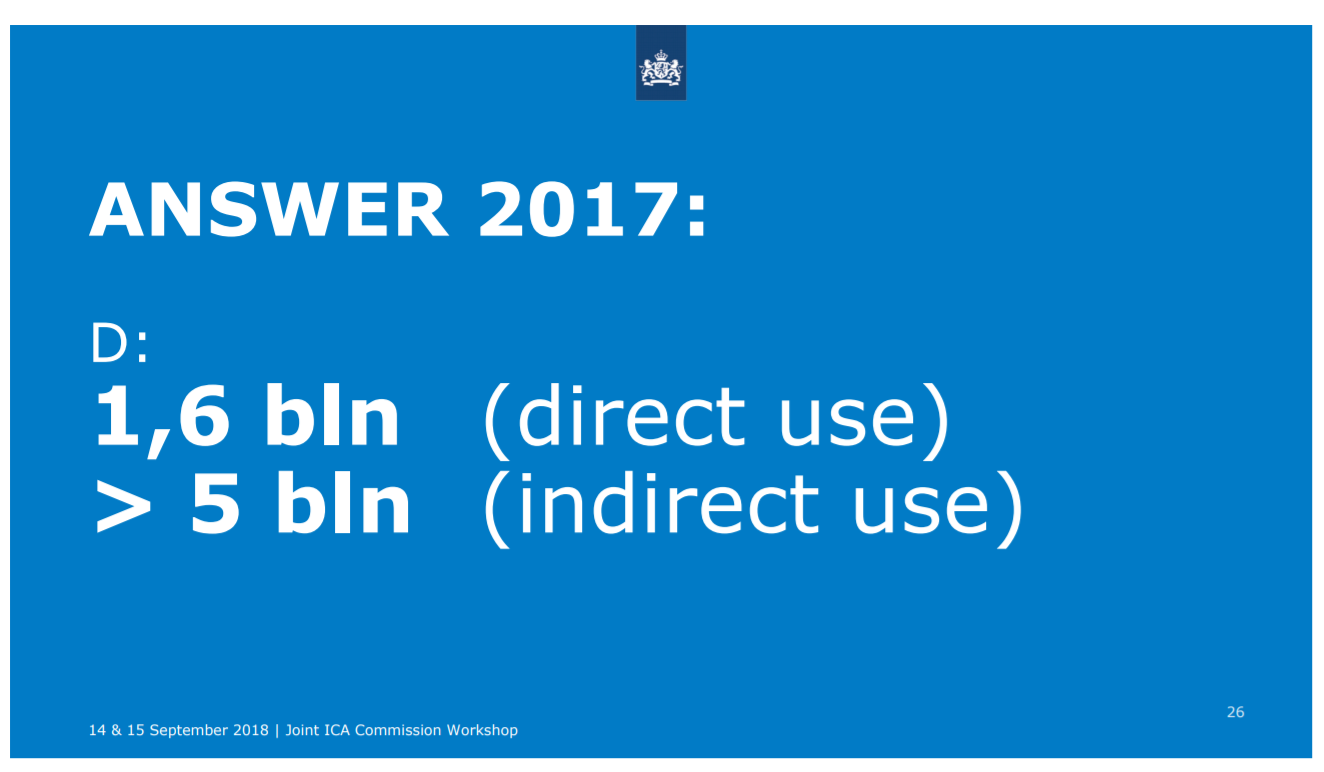 ANSWER 2017:
D:
1,6 bln (direct use)
> 5 bln (indirect use)
26
14 & 15 September 2018 | Joint ICA Commission Workshop